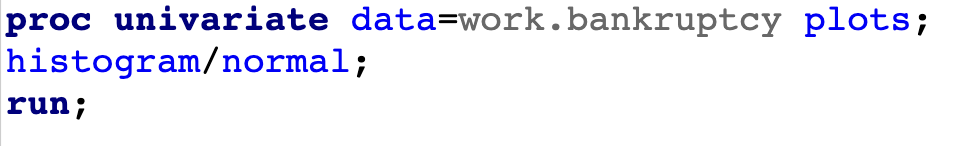 proc univariate data=work.bankruptcy plots;
histogram/normal;
run;